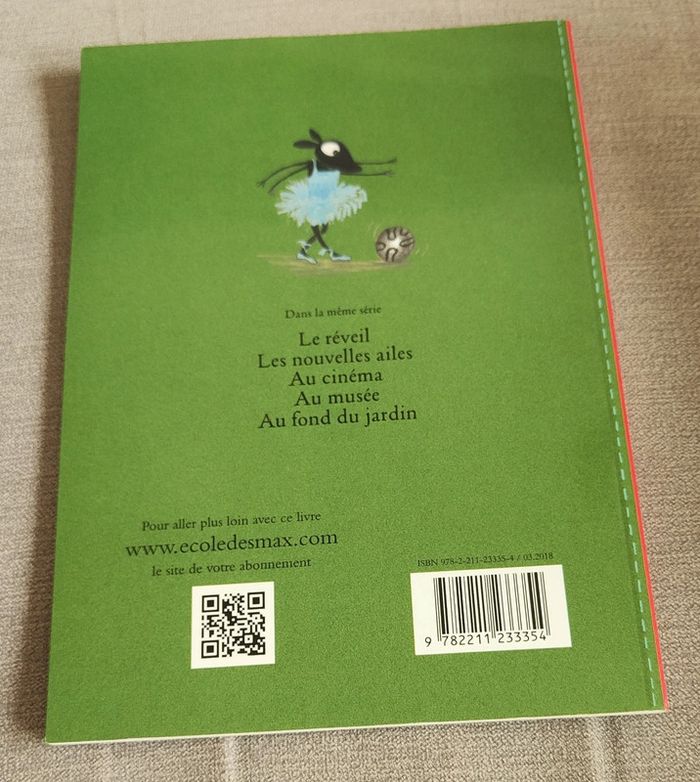 Dans la même série
Le réveil
Les nouvelles ailes
Au cinéma
Au musée
Au fond du jardin
Pour aller plus loin avec ce livre
www.ecoledesmax.com
le site de votre abonnement
ISBN 978-2-211-23335-4 / 03.2018
9 782211 233354